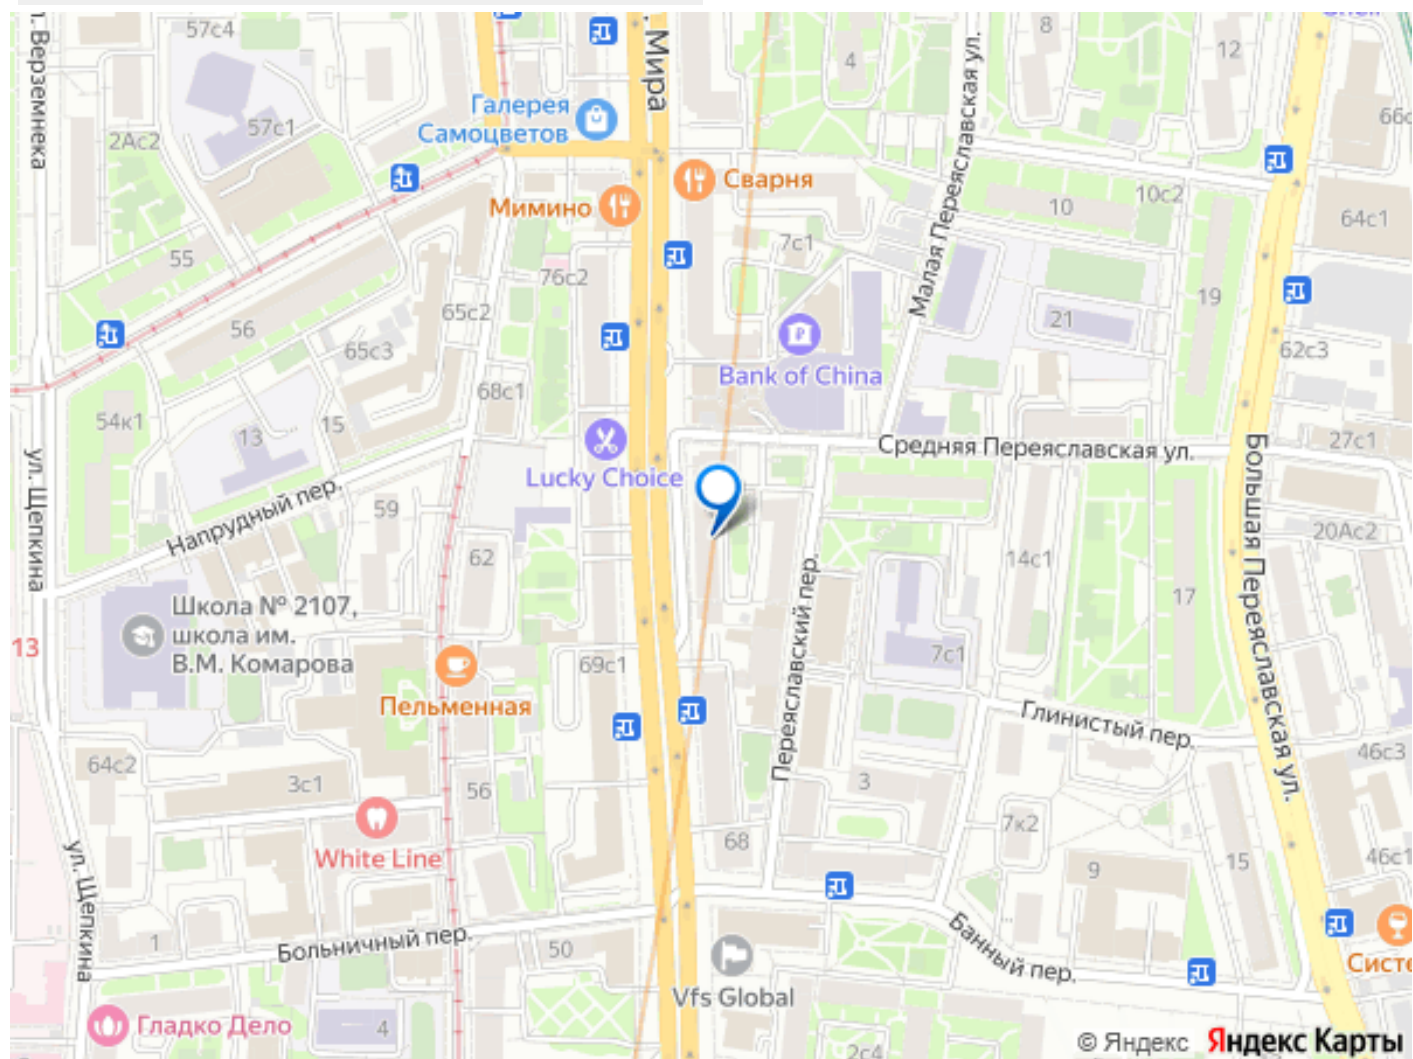 57с4
8
12
ул. Верземнека
Мира
4
Малая Переяславская ул.
Галерея
Самоцветов
57с1
2Ас2
Сварня
10
10с2
64с1
Мимино
7с1
55
76с2
19
65с2
21
56
65с3
62с3
Bank of China
68с1
54к1
13
15
27с1
Средняя Переяславская ул.
Lucky Choice
ул. Щепкина
Напрудный пер.
59
20Ас2
Большая Переяславская ул.
62
14с1
17
Переяславский пер.
Школа № 2107,
школа им.
В.М. Комарова
13
7с1
69с1
Пельменная
Глинистый пер.
46с3
64с2
3с1
56
3
7к2
68
White Line
15
46с1
9
ул. Щепкина
Больничный пер.
1
50
Банный пер.
Систе
Vfs Global
Гладко Дело
4
2с4
© Яндекс Яндекс Карты